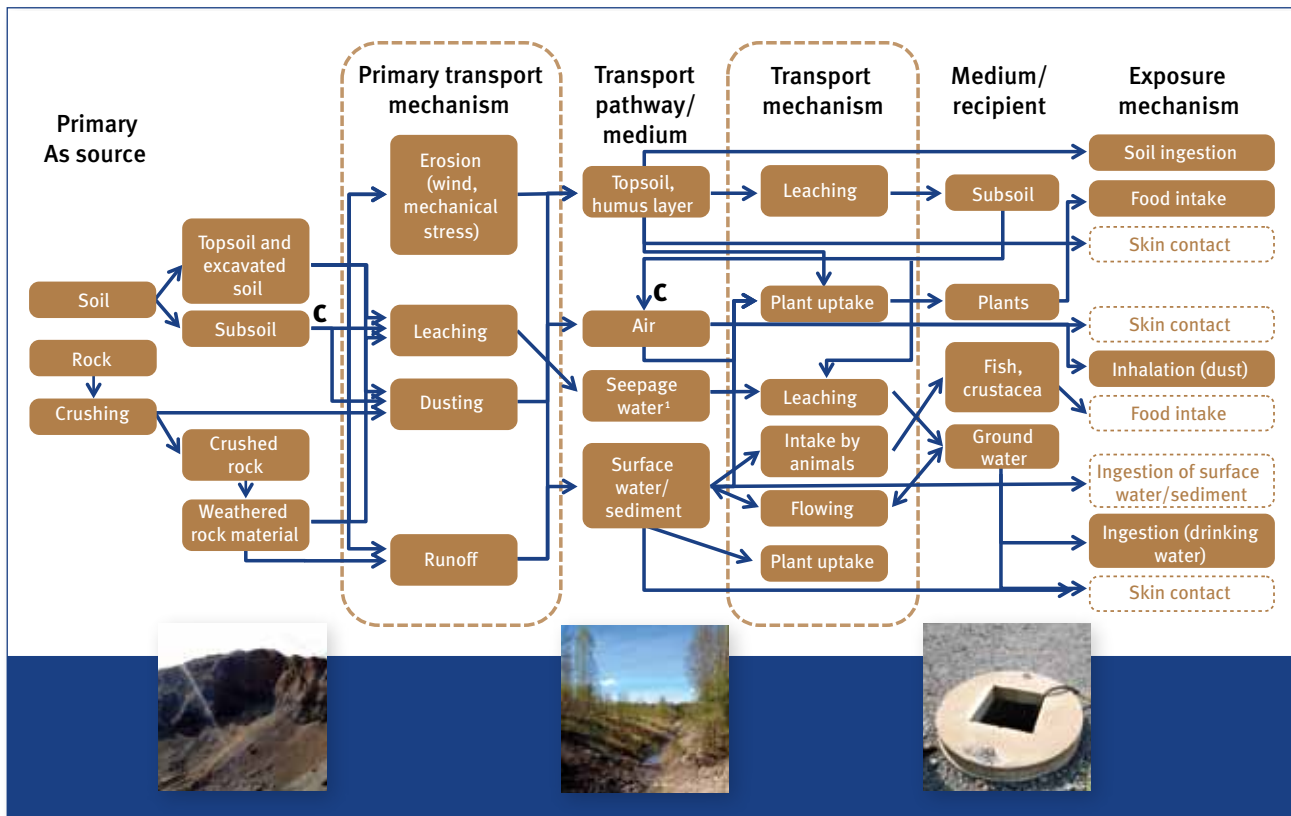 Primary
As source
Primary transport
mechanism
Transport
pathway/
medium
Transport
mechanism
Medium/
recipient
Exposure
mechanism
Soil
Rock
Crushing
Topsoil and
excavated
soil
Subsoil
C
Crushed
rock
Weathered
rock material
Erosion
(wind,
mechanical
stress)
Leaching
Dusting
Runoff
Topsoil,
humus layer
C
Air
Seepage
water¹
Surface
water/
sediment
Leaching
Plant uptake
Leaching
Intake by
animals
Flowing
Plant uptake
Subsoil
Plants
Fish,
crustacea
Ground
water
Soil ingestion
Food intake
Skin contact
Skin contact
Inhalation (dust)
Food intake
Ingestion of surface
water/sediment
Ingestion (drinking
water)
Skin contact